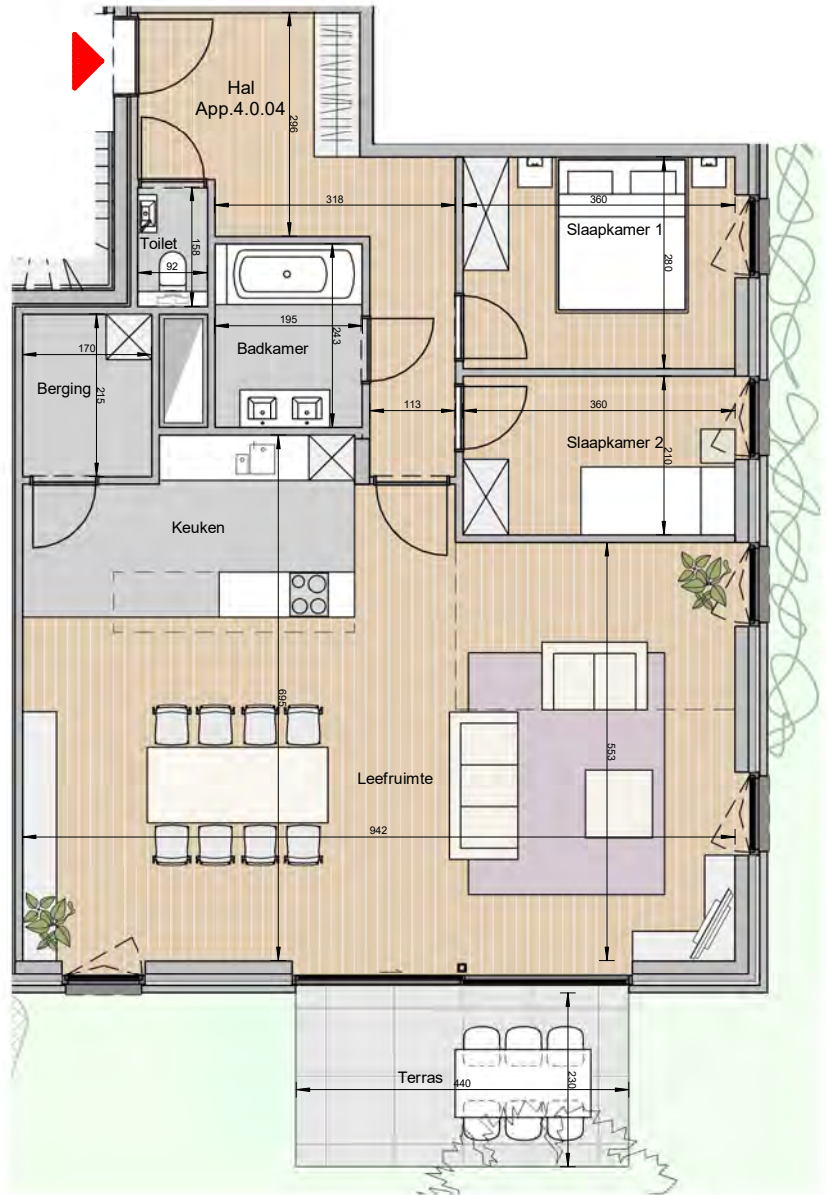 Hal
App.4.0.04
296
318
360
Slaapkamer 1
280
Toilet
158
92
195
243
Badkamer
170
Berging
215
113
360
Slaapkamer 2
210
Keuken
695
553
Leefruimte
942
Terras
440
230